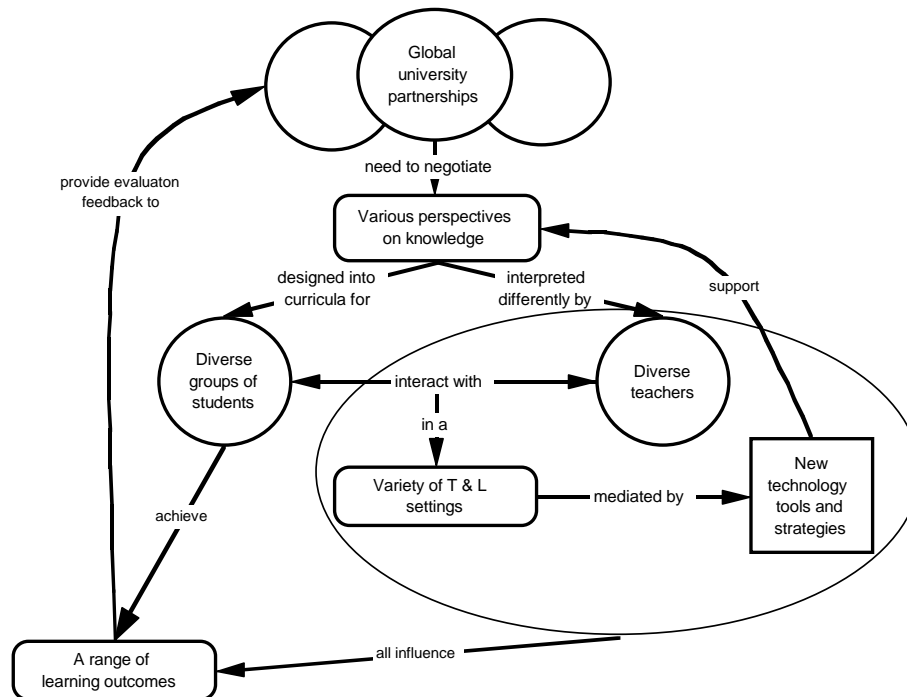 Global
university
partnerships
need to negotiate
provide evaluaton
feedback to
Various perspectives
on knowledge
designed into
curricula for
interpreted
differently by
support
Diverse
groups of
students
interact with
Diverse
teachers
in a
Variety of T & L
settings
mediated by
New
technology
tools and
strategies
achieve
A range of
learning outcomes
all influence